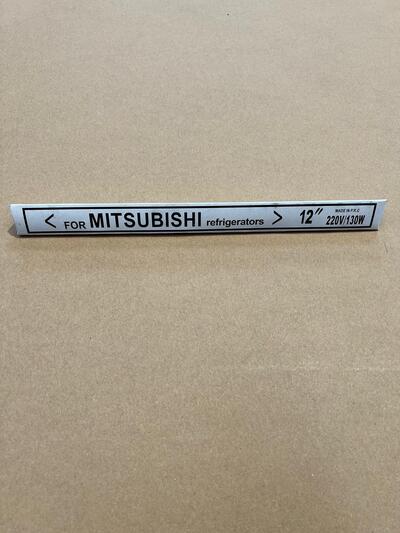 < FOR MITSUBISHI refrigerators > 12"
MADE IN P.R.C
220V/130W